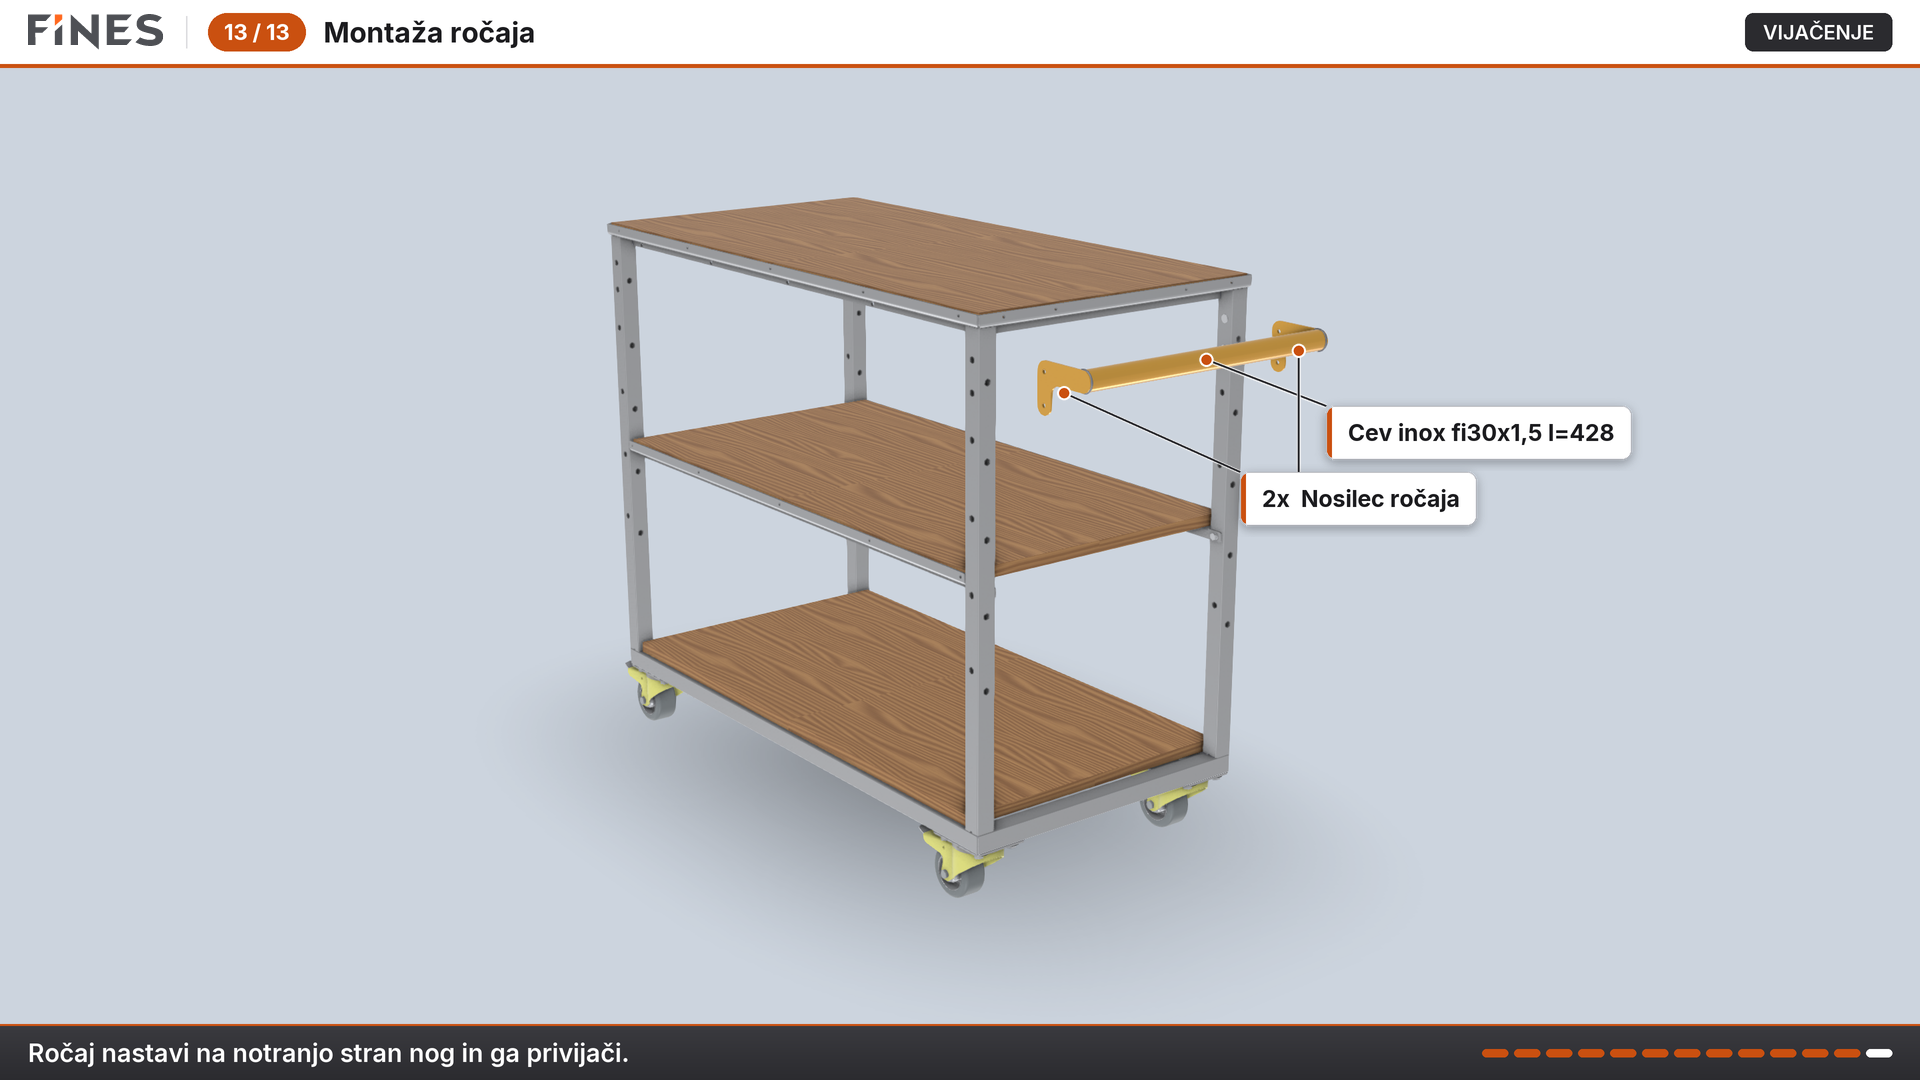 FINES
13 / 13
Montaža ročaja
VIJAČENJE
Cev inox fi30x1,5 l=428
2x Nosilec ročaja
Ročaj nastavi na notranjo stran nog in ga privijači.